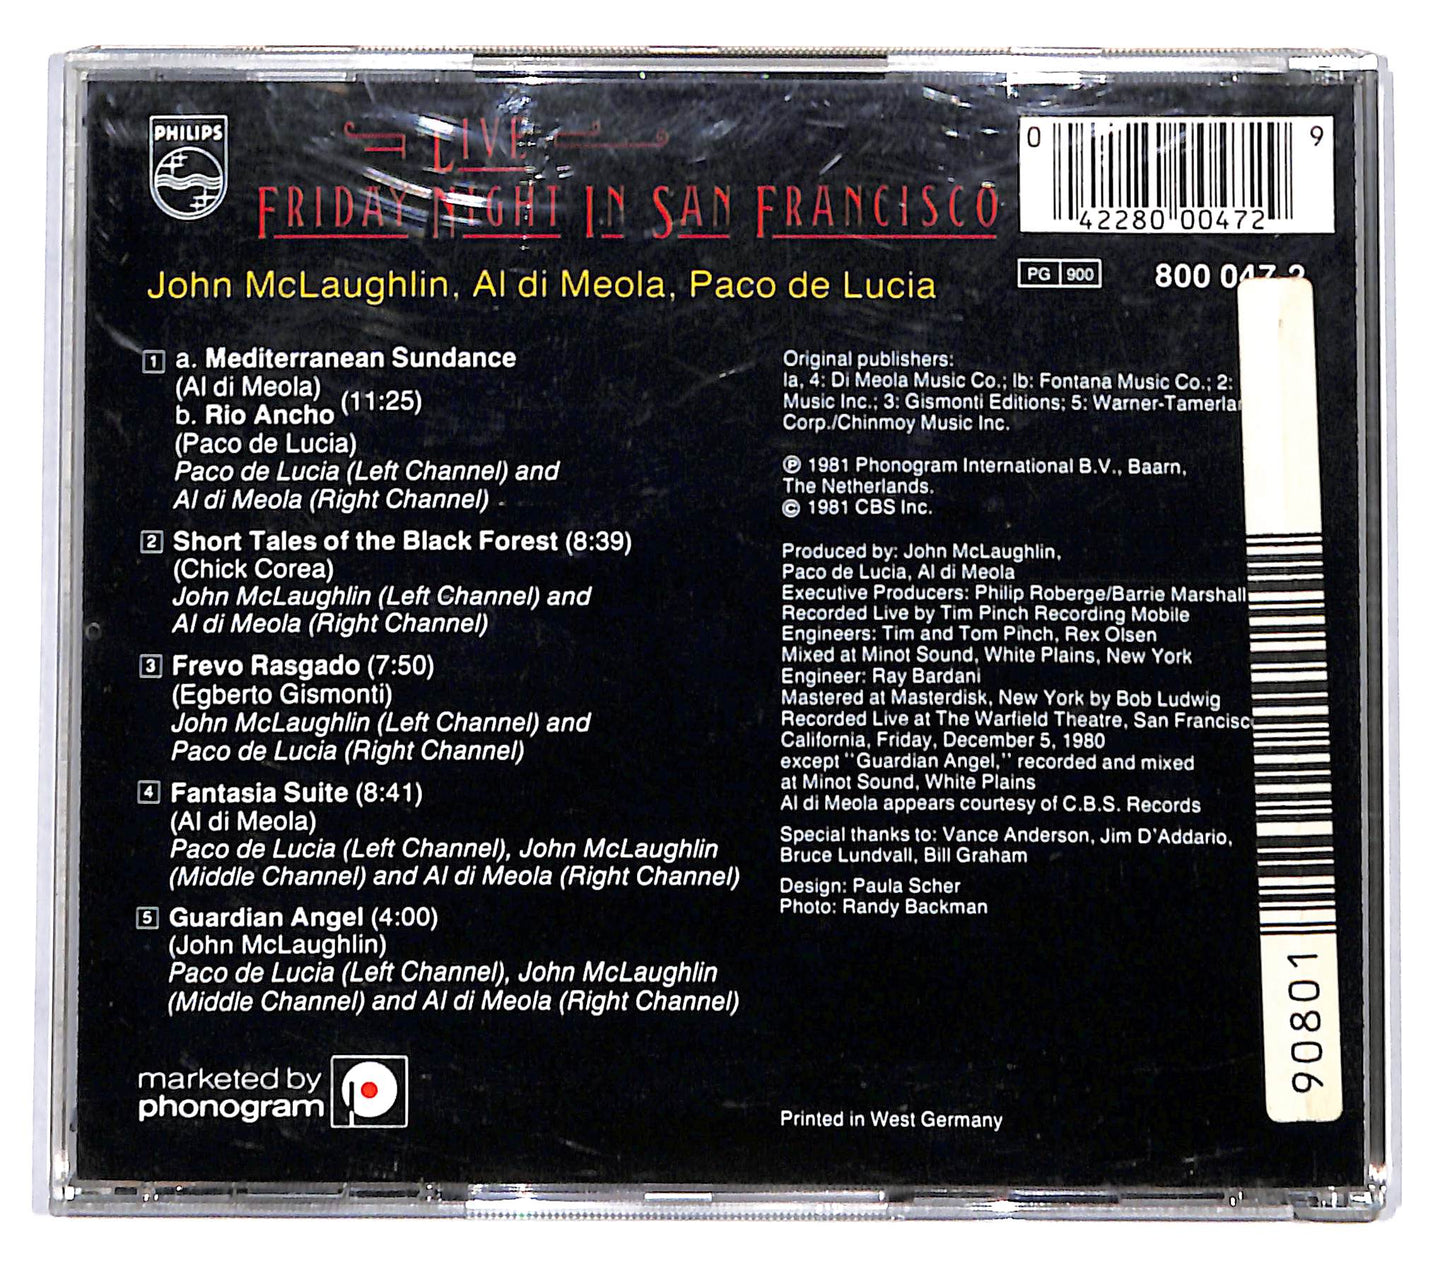 PHILIPS
LIVE
FRIDAY NIGHT IN SAN FRANCISCO
John McLaughlin, Al di Meola, Paco de Lucia
0 9
42280 00472
PG 900
800 047-2
1 a. Mediterranean Sundance
(Al di Meola)
b. Rio Ancho (11:25)
(Paco de Lucia)
Paco de Lucia (Left Channel) and
Al di Meola (Right Channel)
2 Short Tales of the Black Forest (8:39)
(Chick Corea)
John McLaughlin (Left Channel) and
Al di Meola (Right Channel)
3 Frevo Rasgado (7:50)
(Egberto Gismonti)
John McLaughlin (Left Channel) and
Paco de Lucia (Right Channel)
4 Fantasia Suite (8:41)
(Al di Meola)
Paco de Lucia (Left Channel), John McLaughlin
(Middle Channel) and Al di Meola (Right Channel)
5 Guardian Angel (4:00)
(John McLaughlin)
Paco de Lucia (Left Channel), John McLaughlin
(Middle Channel) and Al di Meola (Right Channel)
marketed by
phonogram
Original publishers:
Ia, 4: Di Meola Music Co.; Ib: Fontana Music Co.; 2:
Music Inc.; 3: Gismonti Editions; 5:
Corp./Chinmoy Music Inc.
℗ 1981 Phonogram International B.V., Baarn,
The Netherlands.
© 1981 CBS Inc.
Produced by: John McLaughlin,
Paco de Lucia, Al di Meola
Executive Producers: Philip Roberge/Barrie Marshall
Recorded Live by Tim Pinch Recording Mobile
Engineers: Tim and Tom Pinch, Rex Olsen
Mixed at Minot Sound, White Plains, New York
Engineer: Ray Bardani
Mastered at Masterdisk, New York by Bob Ludwig
Recorded Live at The Warfield Theatre, San Francisc
California, Friday, December 5, 1980
except "Guardian Angel," recorded and mixed
at Minot Sound, White Plains
Al di Meola appears courtesy of C.B.S. Records
Special thanks to: Vance Anderson, Jim D'Addario,
Bruce Lundvall, Bill Graham
Design: Paula Scher
Photo: Randy Backman
Printed in West Germany
90801